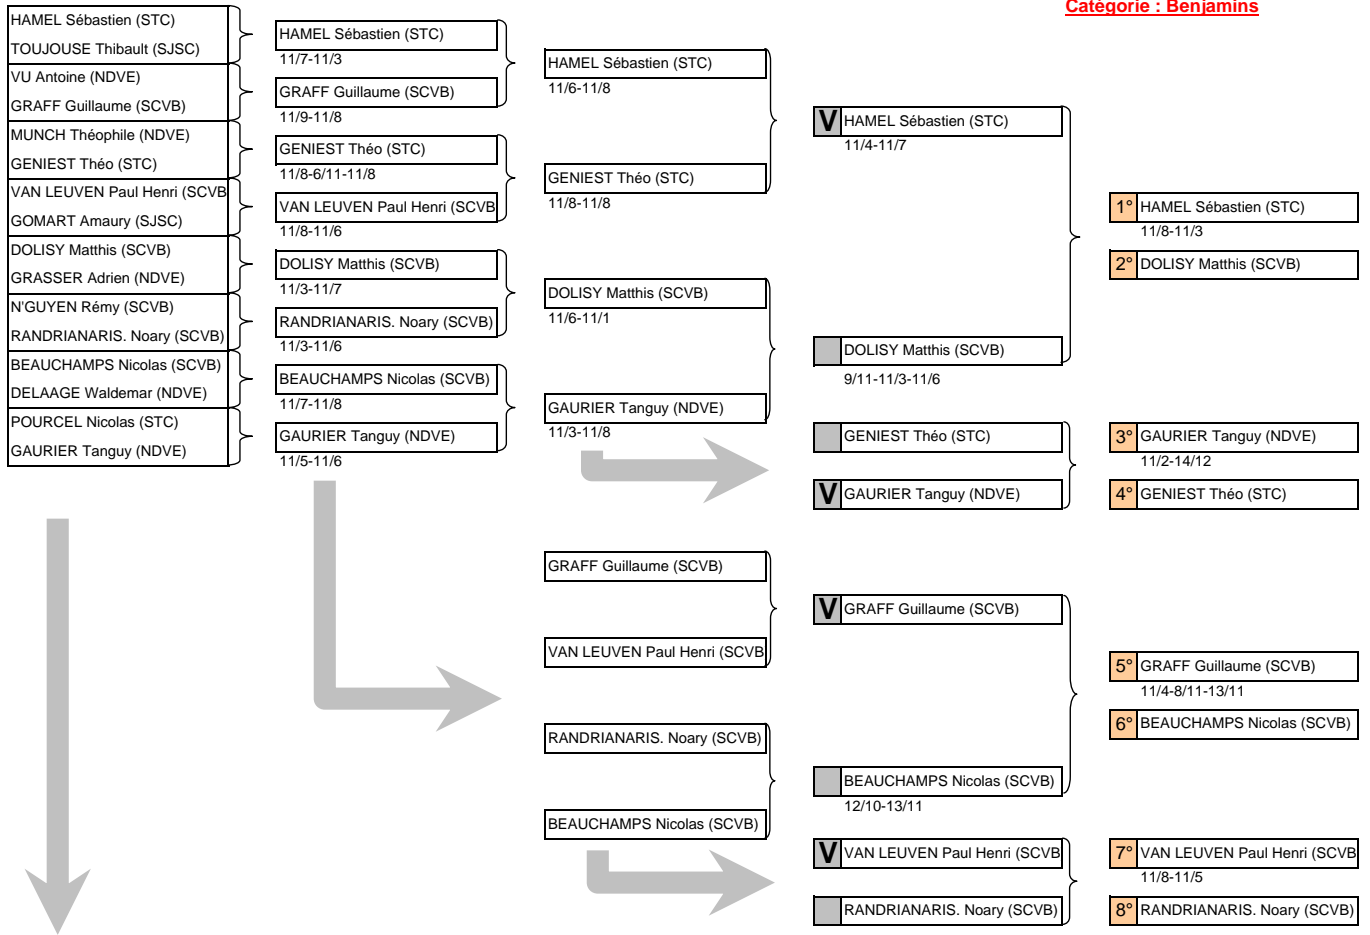 Catégorie : Benjamins
HAMEL Sébastien (STC)
TOUJOUSE Thibault (SJSC)
VU Antoine (NDVE)
GRAFF Guillaume (SCVB)
MUNCH Théophile (NDVE)
GENIEST Théo (STC)
VAN LEUVEN Paul Henri (SCVB
GOMART Amaury (SJSC)
DOLISY Matthis (SCVB)
GRASSER Adrien (NDVE)
N'GUYEN Rémy (SCVB)
RANDRIANARIS. Noary (SCVB)
BEAUCHAMPS Nicolas (SCVB)
DELAAGE Waldemar (NDVE)
POURCEL Nicolas (STC)
GAURIER Tanguy (NDVE)
HAMEL Sébastien (STC)
11/7-11/3
GRAFF Guillaume (SCVB)
11/9-11/8
GENIEST Théo (STC)
11/8-6/11-11/8
VAN LEUVEN Paul Henri (SCVB
11/8-11/6
DOLISY Matthis (SCVB)
11/3-11/7
RANDRIANARIS. Noary (SCVB)
11/3-11/6
BEAUCHAMPS Nicolas (SCVB)
11/7-11/8
GAURIER Tanguy (NDVE)
11/5-11/6
HAMEL Sébastien (STC)
11/6-11/8
GENIEST Théo (STC)
11/8-11/8
DOLISY Matthis (SCVB)
11/6-11/1
GAURIER Tanguy (NDVE)
11/3-11/8
GRAFF Guillaume (SCVB)
VAN LEUVEN Paul Henri (SCVB
RANDRIANARIS. Noary (SCVB)
BEAUCHAMPS Nicolas (SCVB)
V HAMEL Sébastien (STC)
11/4-11/7
DOLISY Matthis (SCVB)
9/11-11/3-11/6
GENIEST Théo (STC)
V GAURIER Tanguy (NDVE)
V GRAFF Guillaume (SCVB)
BEAUCHAMPS Nicolas (SCVB)
12/10-13/11
V VAN LEUVEN Paul Henri (SCVB
RANDRIANARIS. Noary (SCVB)
1° HAMEL Sébastien (STC)
11/8-11/3
2° DOLISY Matthis (SCVB)
3° GAURIER Tanguy (NDVE)
11/2-14/12
4° GENIEST Théo (STC)
5° GRAFF Guillaume (SCVB)
11/4-8/11-13/11
6° BEAUCHAMPS Nicolas (SCVB)
7° VAN LEUVEN Paul Henri (SCVB
11/8-11/5
8° RANDRIANARIS. Noary (SCVB)